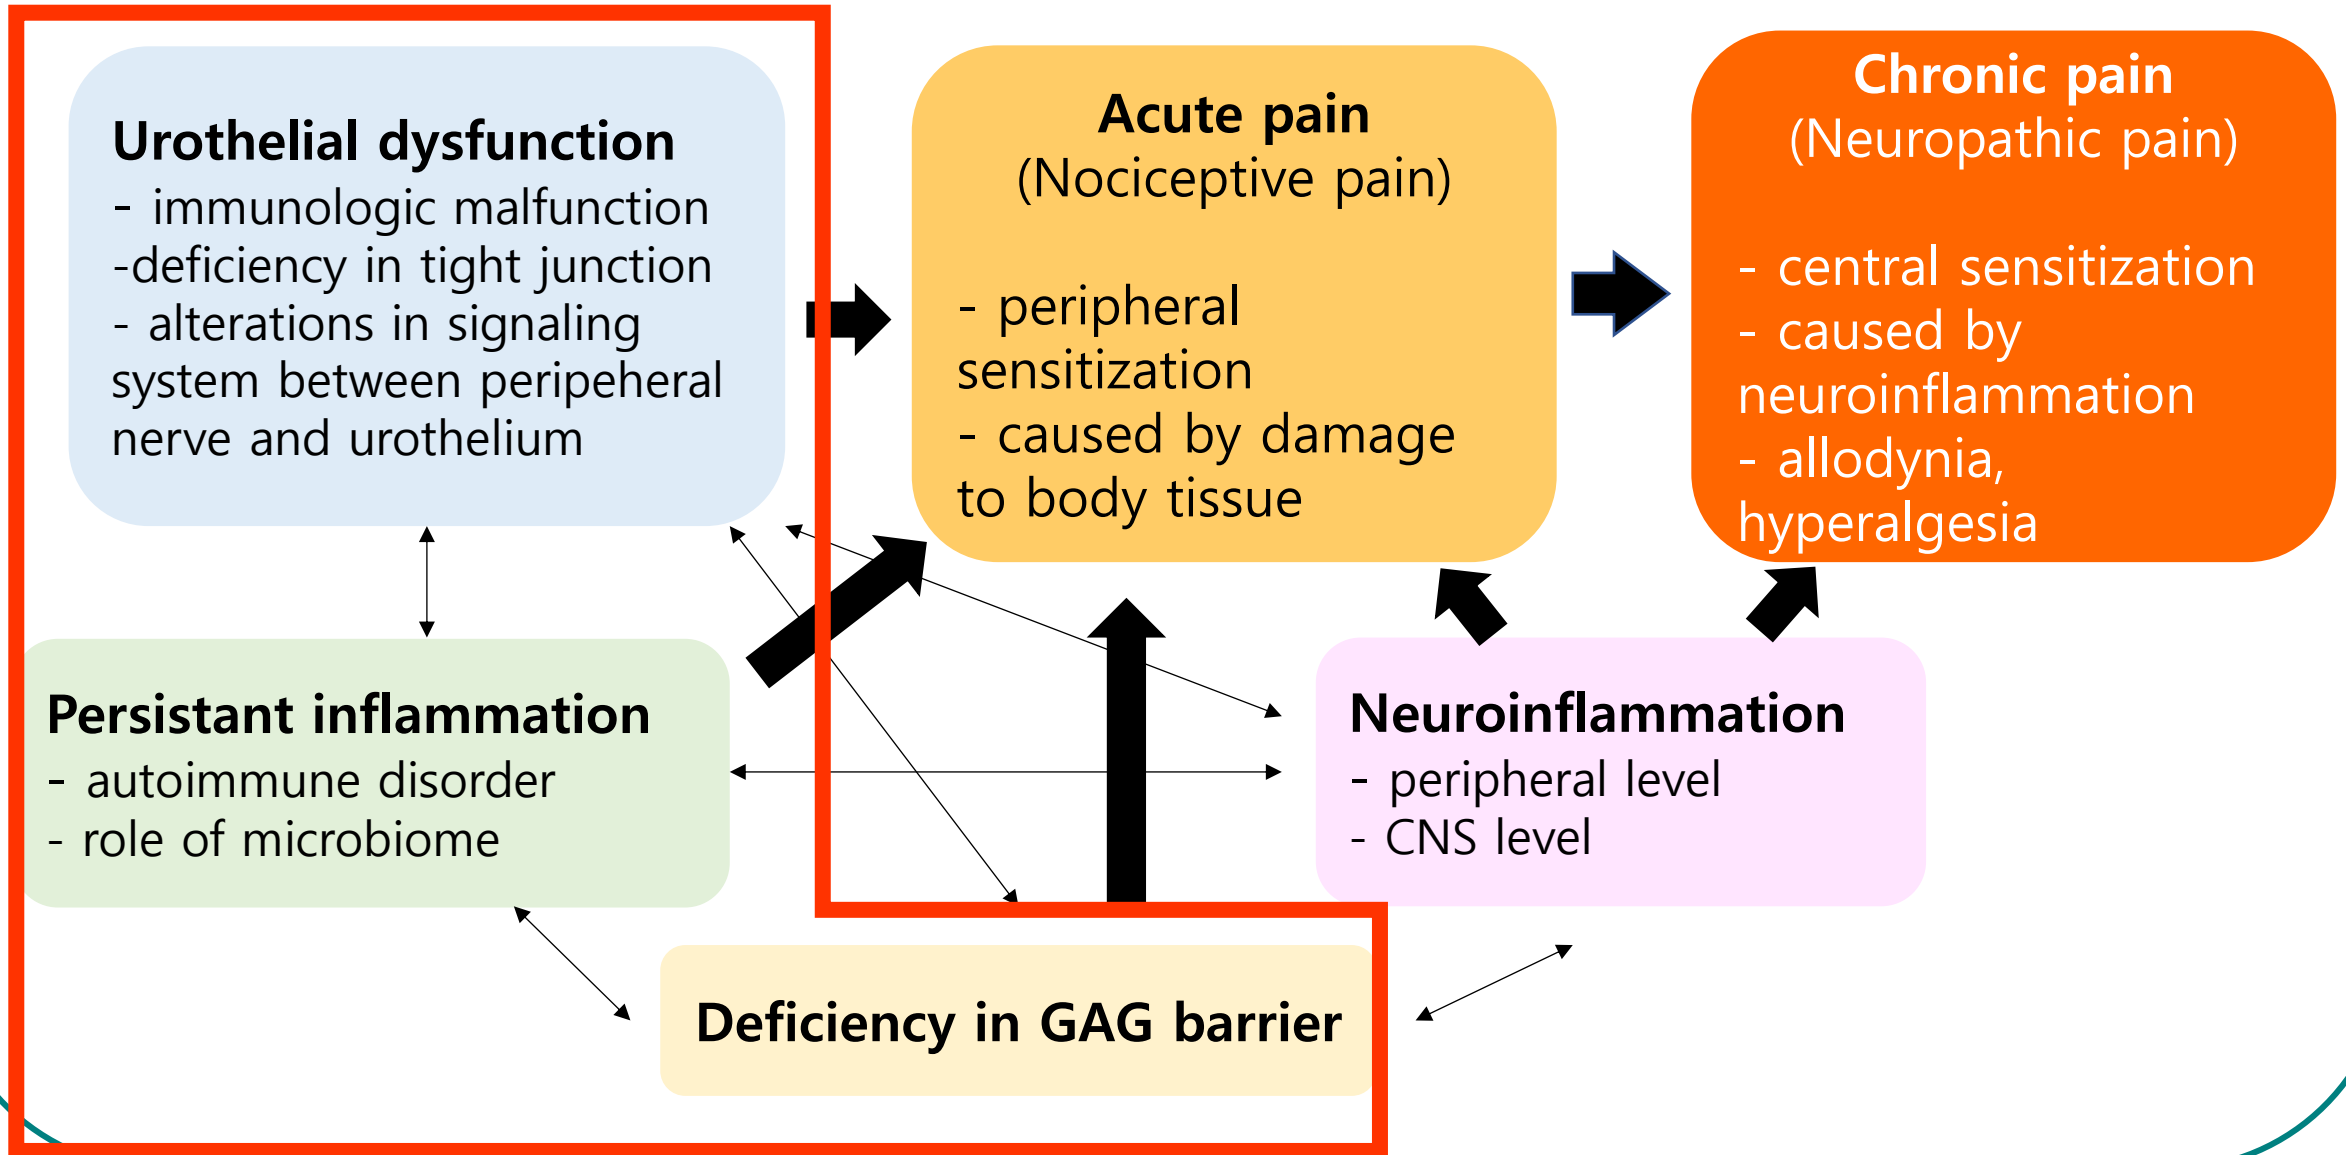 Urothelial dysfunction
- immunologic malfunction
-deficiency in tight junction
- alterations in signaling
system between peripeheral
nerve and urothelium
Acute pain
(Nociceptive pain)
- peripheral
sensitization
- caused by damage
to body tissue
Chronic pain
(Neuropathic pain)
- central sensitization
- caused by
neuroinflammation
- allodynia,
hyperalgesia
Persistant inflammation
- autoimmune disorder
- role of microbiome
Neuroinflammation
- peripheral level
- CNS level
Deficiency in GAG barrier